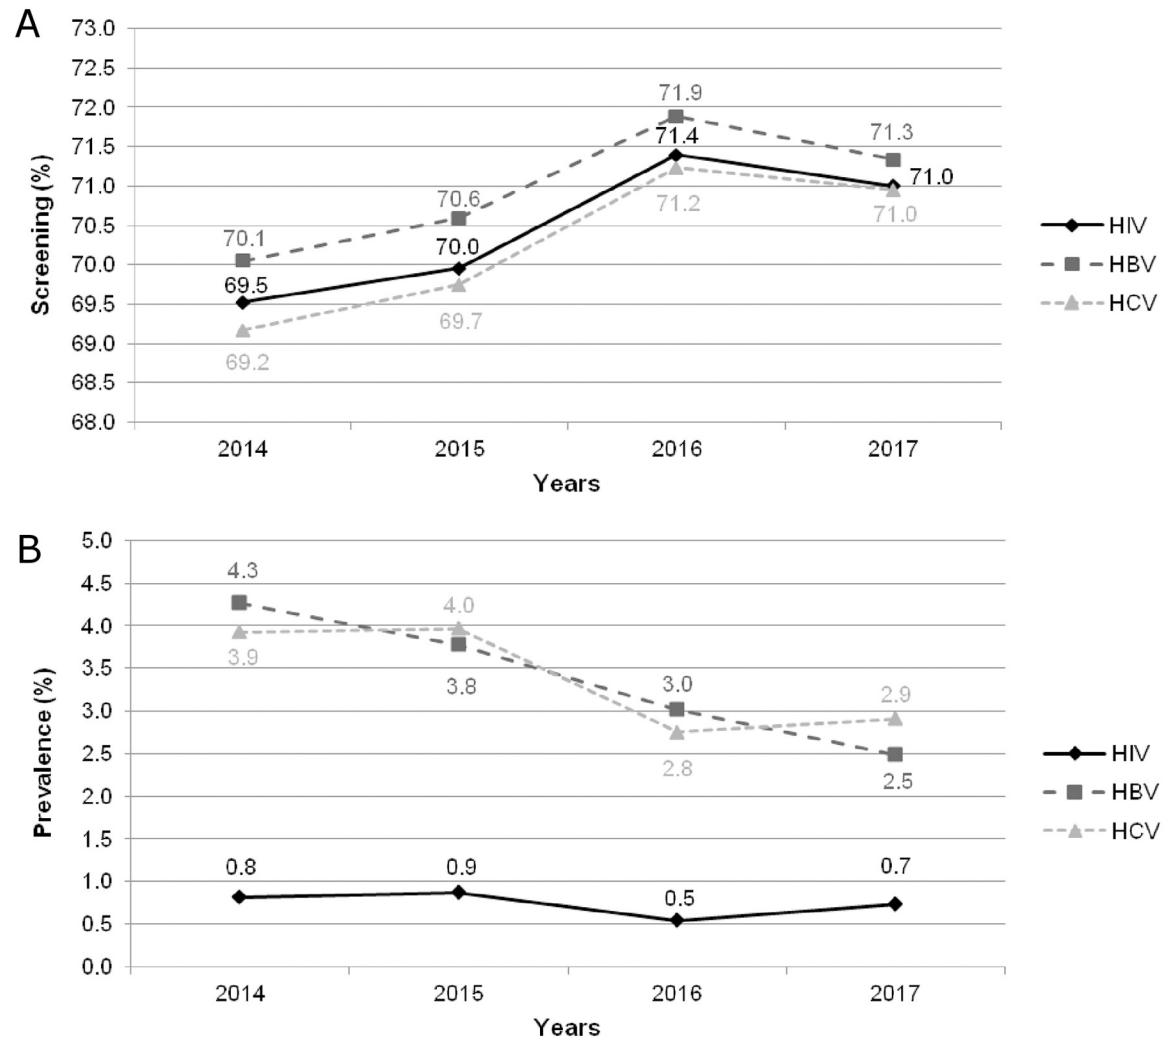 A
Screening (%)
73.0
72.5
72.0
71.5
71.0
70.5
70.0
69.5
69.0
68.5
68.0
70.1 70.6 71.9 71.3
69.5 70.0 71.4 71.0
69.2 69.7 71.2 71.0
2014 2015 2016 2017
Years
HIV
HBV
HCV
B
Prevalence (%)
5.0
4.5
4.0
3.5
3.0
2.5
2.0
1.5
1.0
0.5
0.0
4.3 3.8 3.0 2.5
3.9 4.0 2.8 2.9
0.8 0.9 0.5 0.7
2014 2015 2016 2017
Years
HIV
HBV
HCV